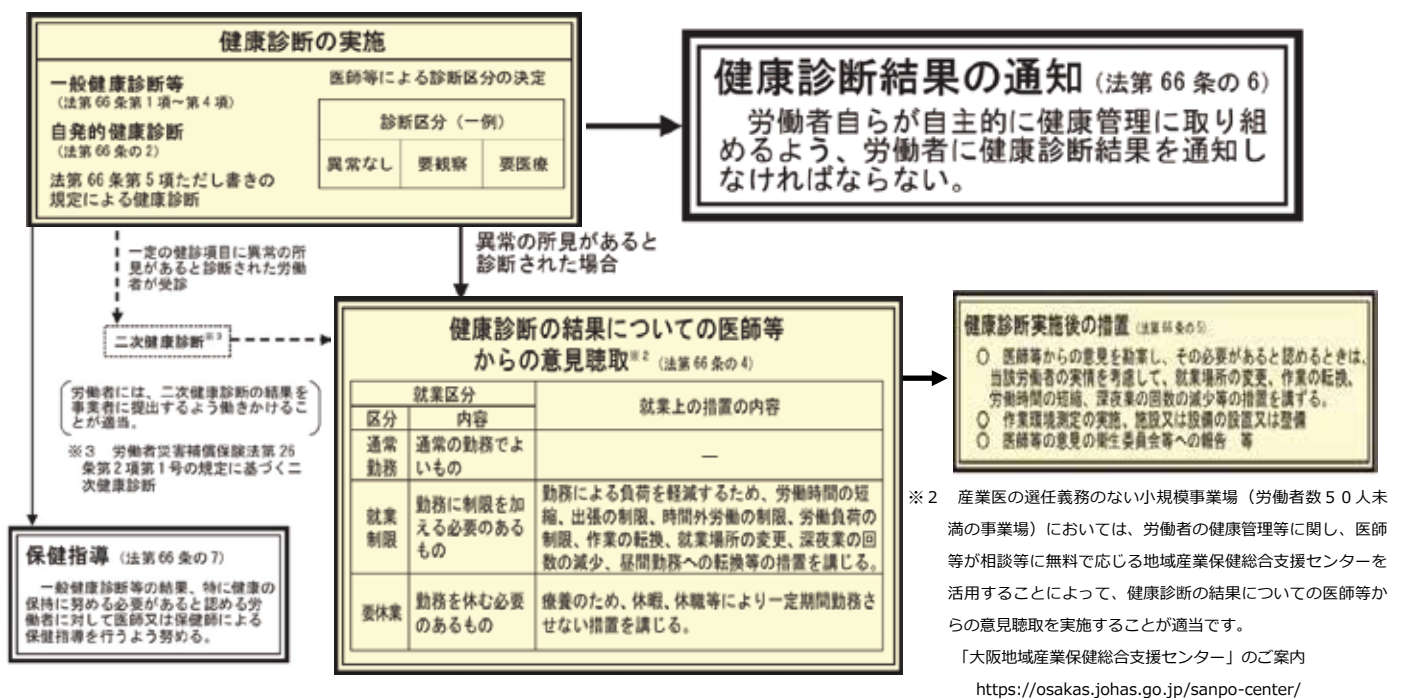 健康診断の実施
一般健康診断等
（法第66条第1項～第4項）
自発的健康診断
（法第66条の2）
法第66条第5項ただし書きの
規定による健康診断
医師等による診断区分の決定
診断区分（一例）
異常なし 要観察 要医療
健康診断結果の通知（法第66条の6）
労働者自らが自主的に健康管理に取り組
めるよう、労働者に健康診断結果を通知し
なければならない。
一定の健診項目に異常の所
見があると診断された労働
者が受診
異常の所見があると
診断された場合
二次健康診断※3
労働者には、二次健康診断の結果を
事業者に提出するよう働きかけるこ
とが適当。
※3 労働者災害補償保険法第26
条第2項第1号の規定に基づく二
次健康診断
保健指導（法第66条の7）
一般健康診断等の結果、特に健康の
保持に努める必要があると認める労
働者に対して医師又は保健師による
保健指導を行うよう努める。
健康診断の結果についての医師等
からの意見聴取※2（法第66条の4）
就業区分
就業上の措置の内容
区分 内容
通常
勤務
通常の勤務でよ
いもの
―
就業
制限
勤務に制限を加
える必要のある
もの
勤務による負荷を軽減するため、労働時間の短
縮、出張の制限、時間外労働の制限、労働負荷の
制限、作業の転換、就業場所の変更、深夜業の回
数の減少、昼間勤務への転換等の措置を講じる。
要休業
勤務を休む必要
のあるもの
療養のため、休暇、休職等により一定期間勤務さ
せない措置を講じる。
健康診断実施後の措置（法第66条の5）
○ 医師等からの意見を勘案し、その必要があると認めるときは、
当該労働者の実情を考慮して、就業場所の変更、作業の転換、
労働時間の短縮、深夜業の回数の減少等の措置を講ずる。
○ 作業環境測定の実施、施設又は設備の設置又は整備
○ 医師等の意見の衛生委員会等への報告 等
※2 産業医の選任義務のない小規模事業場（労働者数５０人未
満の事業場）においては、労働者の健康管理等に関し、医師
等が相談等に無料で応じる地域産業保健総合支援センターを
活用することによって、健康診断の結果についての医師等か
らの意見聴取を実施することが適当です。
「大阪地域産業保健総合支援センター」のご案内
https://osakas.johas.go.jp/sanpo-center/